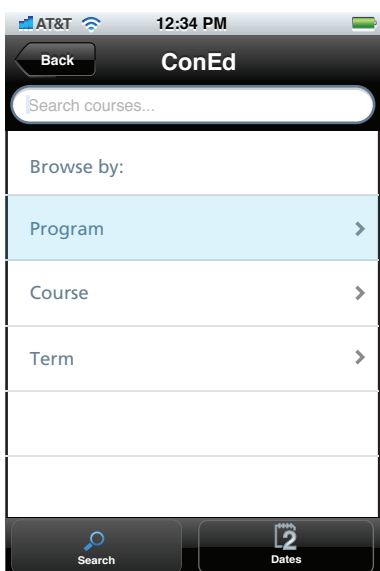 AT&T 12:34 PM
Back ConEd
Search courses...
Browse by:
Program
Course
Term
2
Search Dates